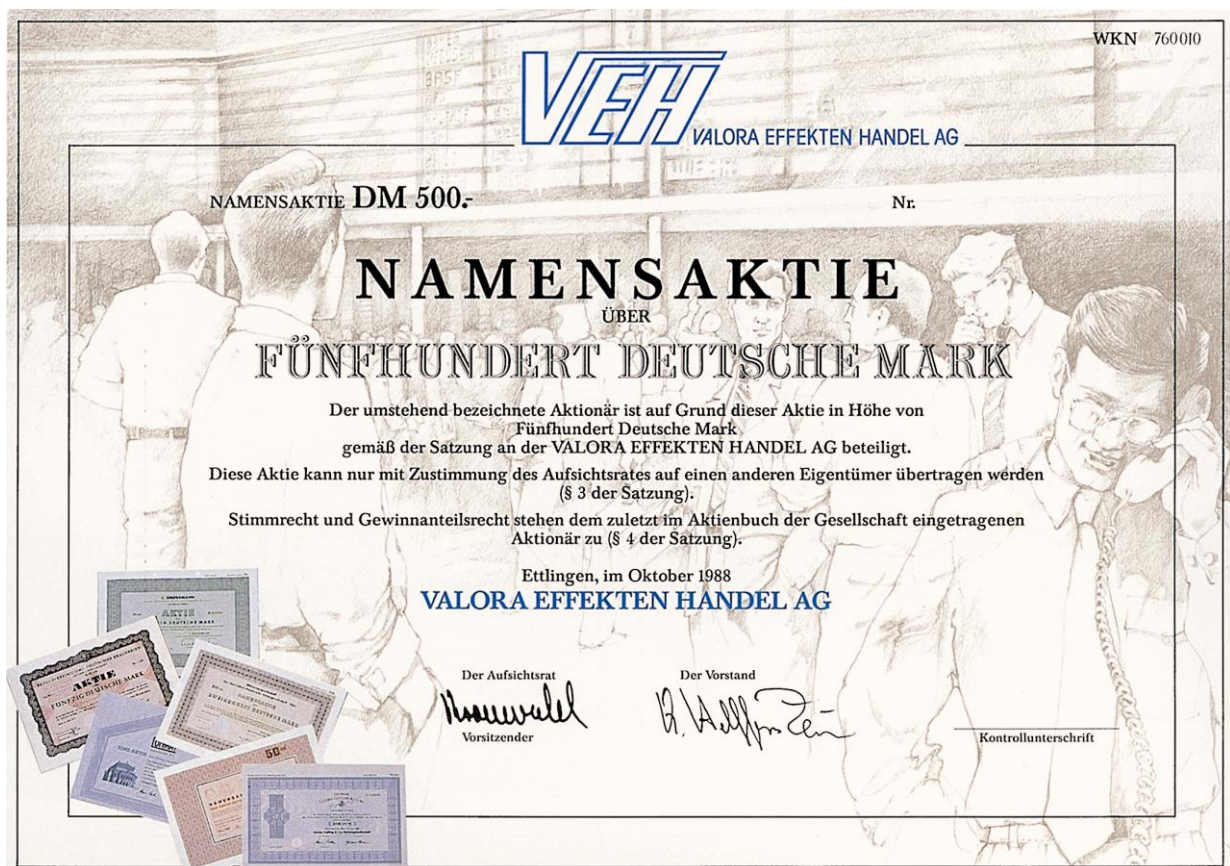 WKN 760010
VEH
VALORA EFFEKTEN HANDEL AG
BASF
NAMENSAKTIE DM 500.-
Nr.
NAMENSAKTIE
ÜBER
FÜNFHUNDERT DEUTSCHE MARK
Der umstehend bezeichnete Aktionär ist auf Grund dieser Aktie in Höhe von
Fünfhundert Deutsche Mark
gemäß der Satzung an der VALORA EFFEKTEN HANDEL AG beteiligt.
Diese Aktie kann nur mit Zustimmung des Aufsichtsrates auf einen anderen Eigentümer übertragen werden
(§ 3 der Satzung).
Stimmrecht und Gewinnanteilsrecht stehen dem zuletzt im Aktienbuch der Gesellschaft eingetragenen
Aktionär zu (§ 4 der Satzung).
Ettlingen, im Oktober 1988
VALORA EFFEKTEN HANDEL AG
Der Aufsichtsrat
Vorsitzender
Der Vorstand
Kontrollunterschrift
AKTIE
DEUTSCHE MARK
AKTIE
FÜNFZIG DEUTSCHE MARK
50